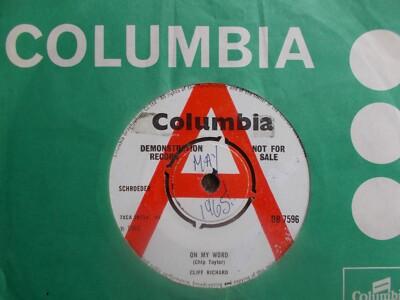 COLUMBIA
Columbia
DEMONSTRATION NOT FOR
RECORD SALE
MAY
SCHROEDER
1965
DB 7596
ON MY WORD
(Chip Taylor)
CLIFF RICHARD
Columbia